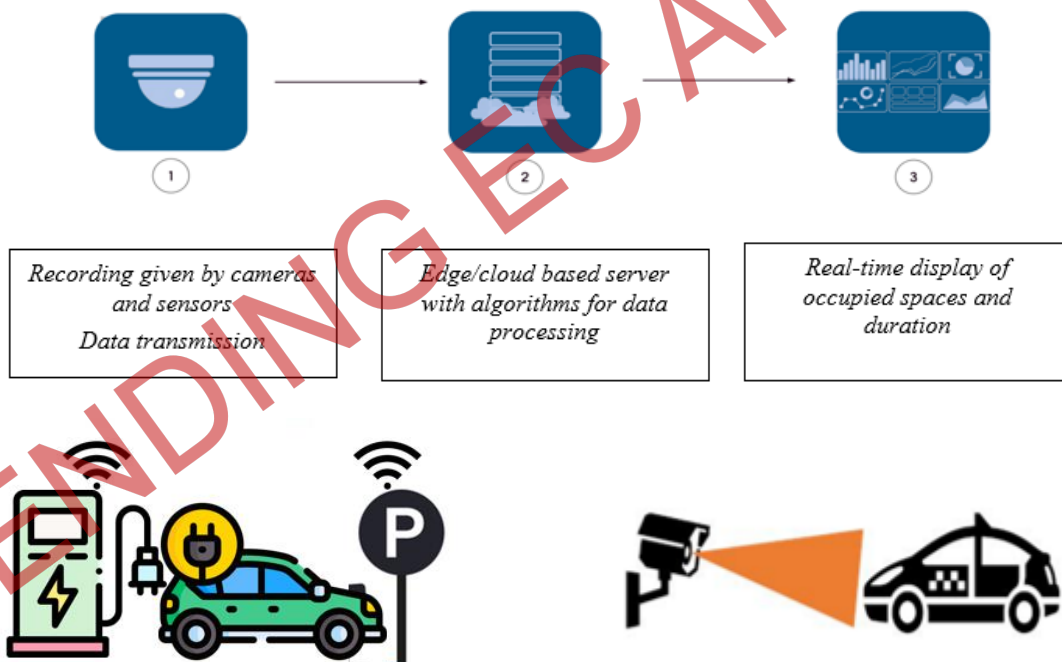 1
2
3
Recording given by cameras
and sensors
Data transmission
Edge/cloud based server
with algorithms for data
processing
Real-time display of
occupied spaces and
duration
P
ENDING EC A